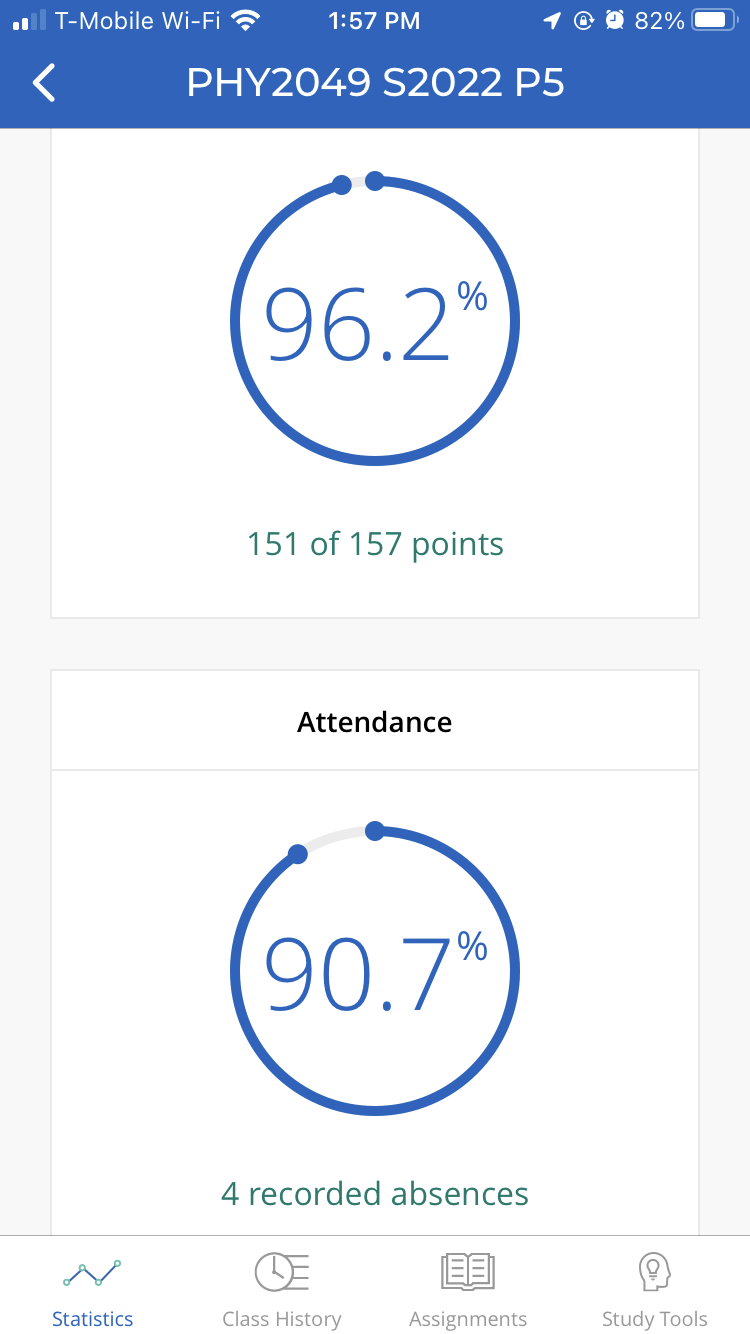 T-Mobile Wi-Fi 1:57 PM 82%
PHY2049 S2022 P5
96.2%
151 of 157 points
Attendance
90.7%
4 recorded absences
Statistics Class History Assignments Study Tools